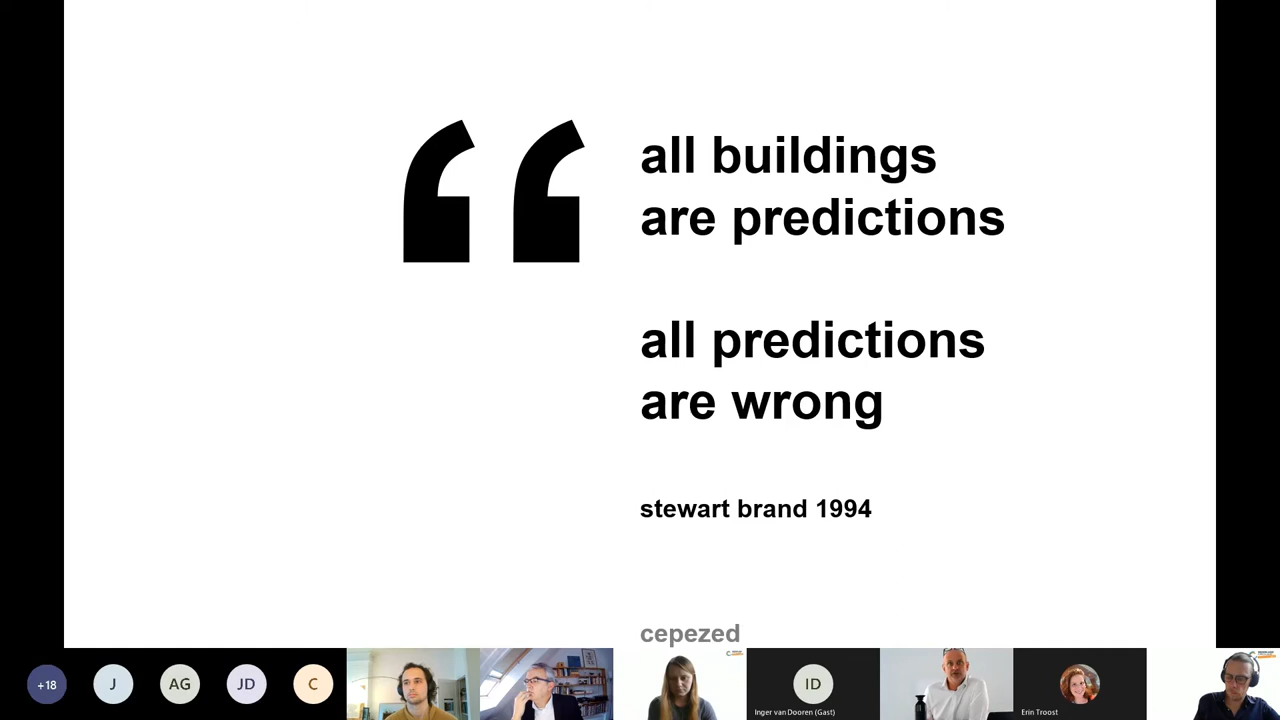 all buildings
are predictions
all predictions
are wrong
stewart brand 1994
cepezed
+18
J
AG
JD
C
ID
Inger van Dooren (Gast)
Erin Troost